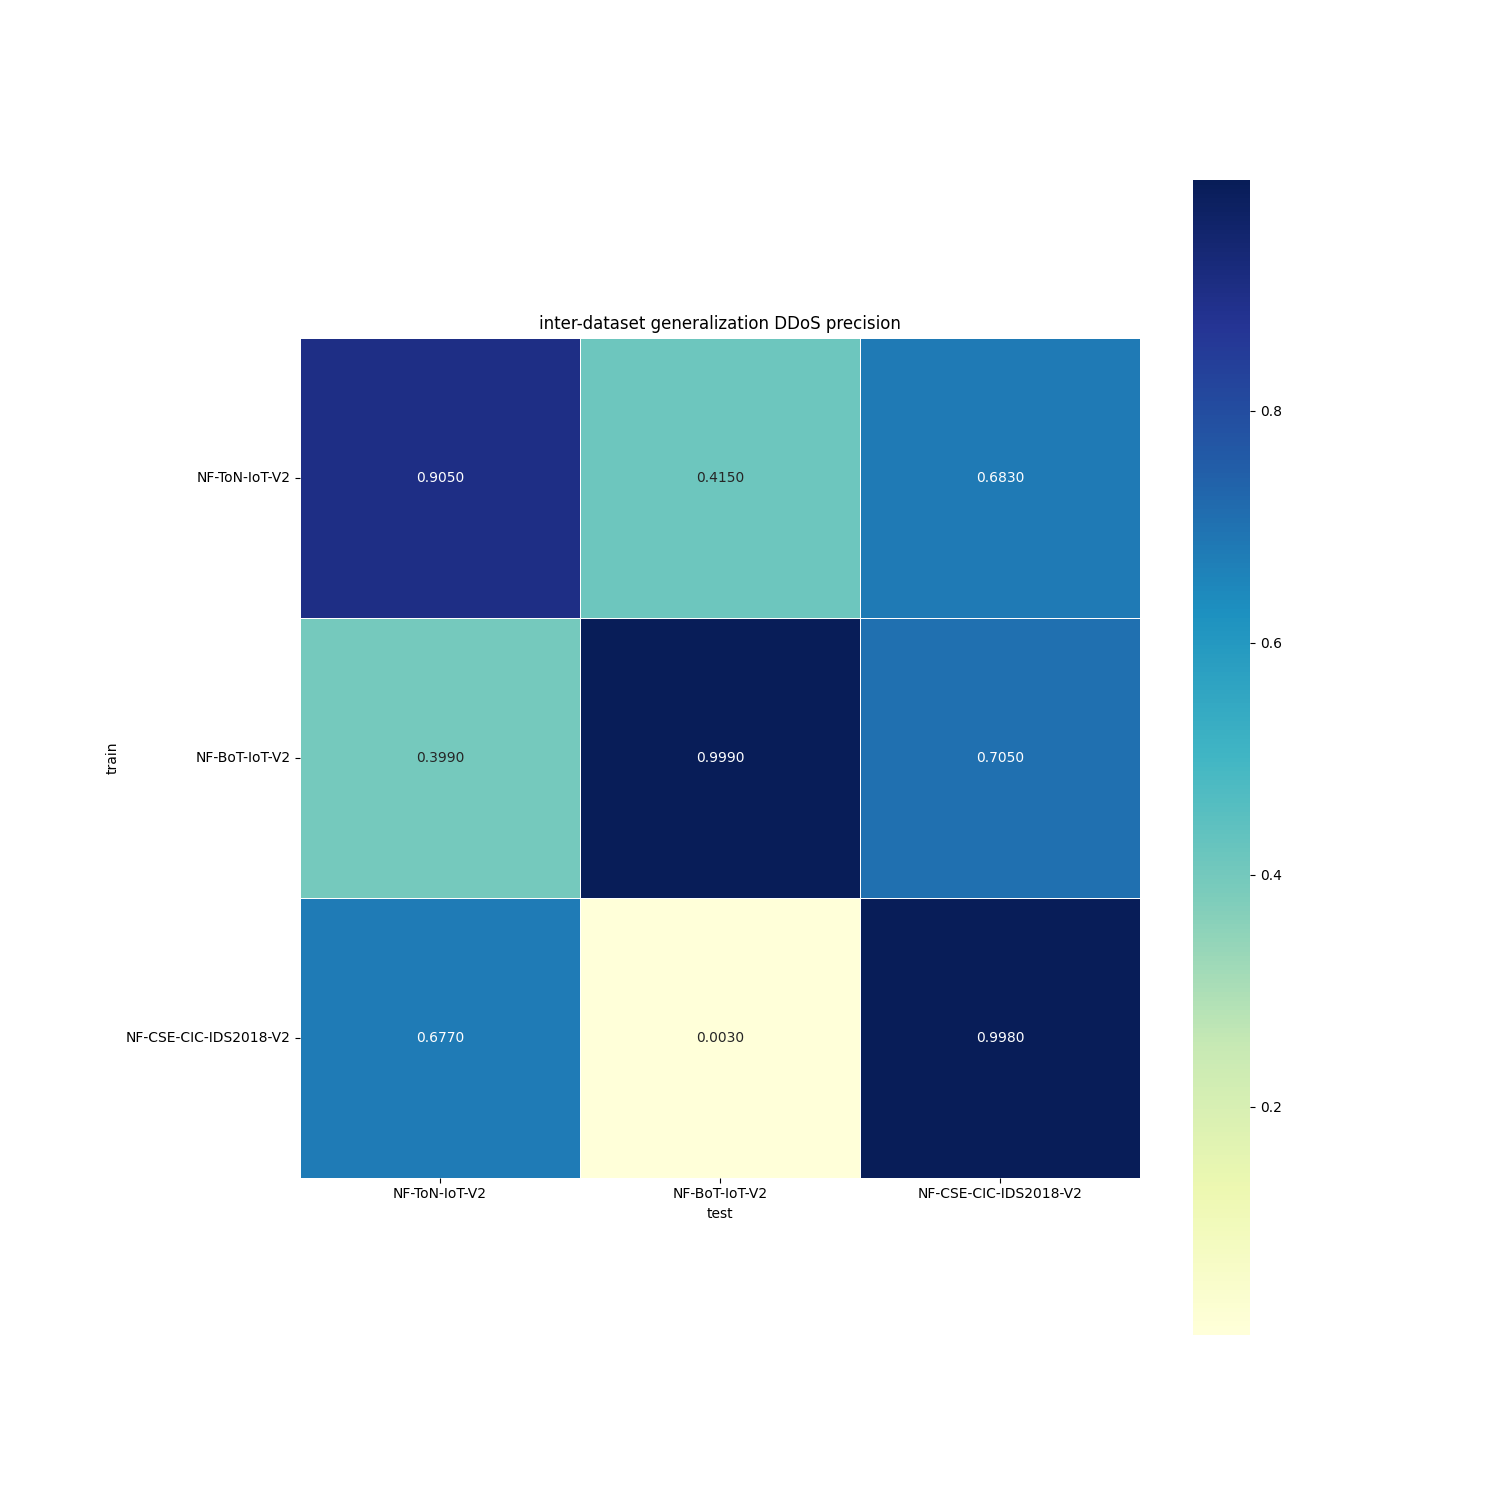 inter-dataset generalization DDoS precision
NF-ToN-IoT-V2
0.9050
0.4150
0.6830
train
NF-BoT-IoT-V2
0.3990
0.9990
0.7050
NF-CSE-CIC-IDS2018-V2
0.6770
0.0030
0.9980
NF-ToN-IoT-V2
NF-BoT-IoT-V2
NF-CSE-CIC-IDS2018-V2
test
0.8
0.6
0.4
0.2